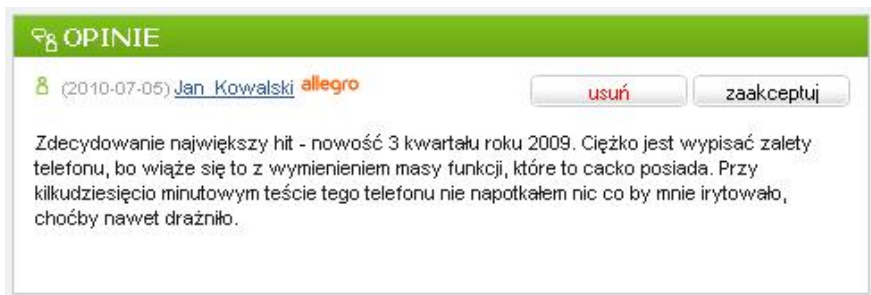 OPINIE
(2010-07-05) Jan_Kowalski allegro usuń zaakceptuj
Zdecydowanie największy hit - nowość 3 kwartału roku 2009. Ciężko jest wypisać zalety
telefonu, bo wiąże się to z wymienieniem masy funkcji, które to cacko posiada. Przy
kilkudziesięcio minutowym teście tego telefonu nie napotkałem nic co by mnie irytowało,
choćby nawet drażniło.